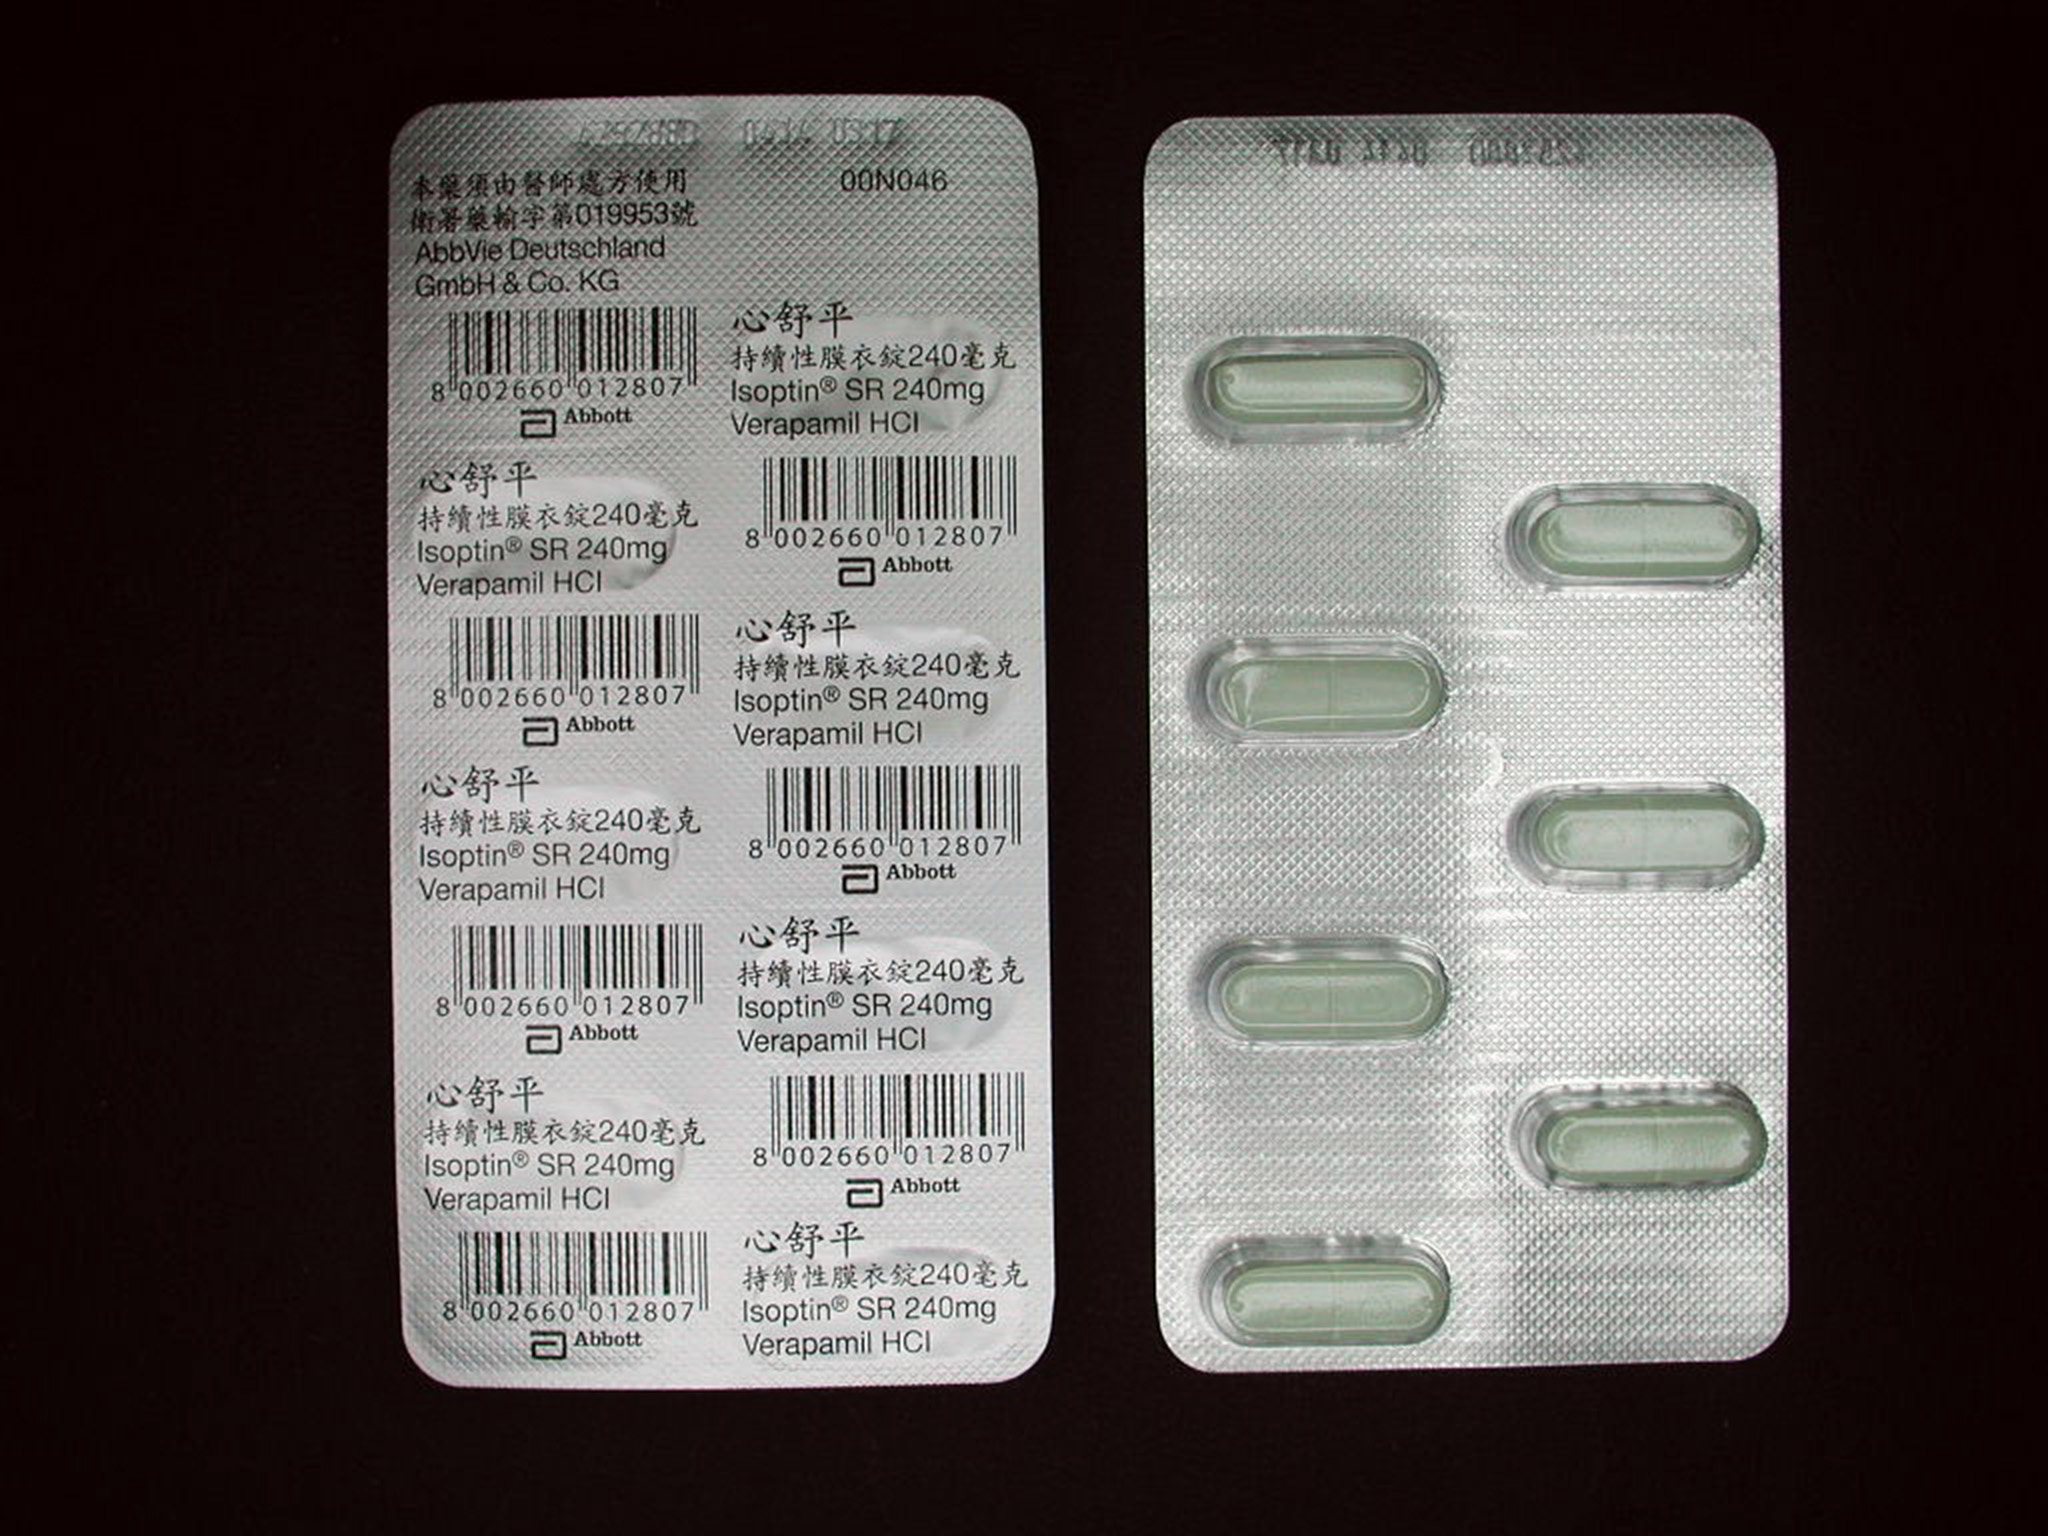 本藥須由醫師處方使用
衛署藥輸字第019953號
AbbVie Deutschland
GmbH & Co. KG
00N046
8 002660 012807
Abbott
心舒平
持續性膜衣錠240毫克
Isoptin® SR 240mg
Verapamil HCl
心舒平
持續性膜衣錠240毫克
Isoptin® SR 240mg
Verapamil HCl
8 002660 012807
Abbott
8 002660 012807
Abbott
心舒平
持續性膜衣錠240毫克
Isoptin® SR 240mg
Verapamil HCl
心舒平
持續性膜衣錠240毫克
Isoptin® SR 240mg
Verapamil HCl
8 002660 012807
Abbott
8 002660 012807
Abbott
心舒平
持續性膜衣錠240毫克
Isoptin® SR 240mg
Verapamil HCl
心舒平
持續性膜衣錠240毫克
Isoptin® SR 240mg
Verapamil HCl
8 002660 012807
Abbott
8 002660 012807
Abbott
心舒平
持續性膜衣錠240毫克
Isoptin® SR 240mg
Verapamil HCl